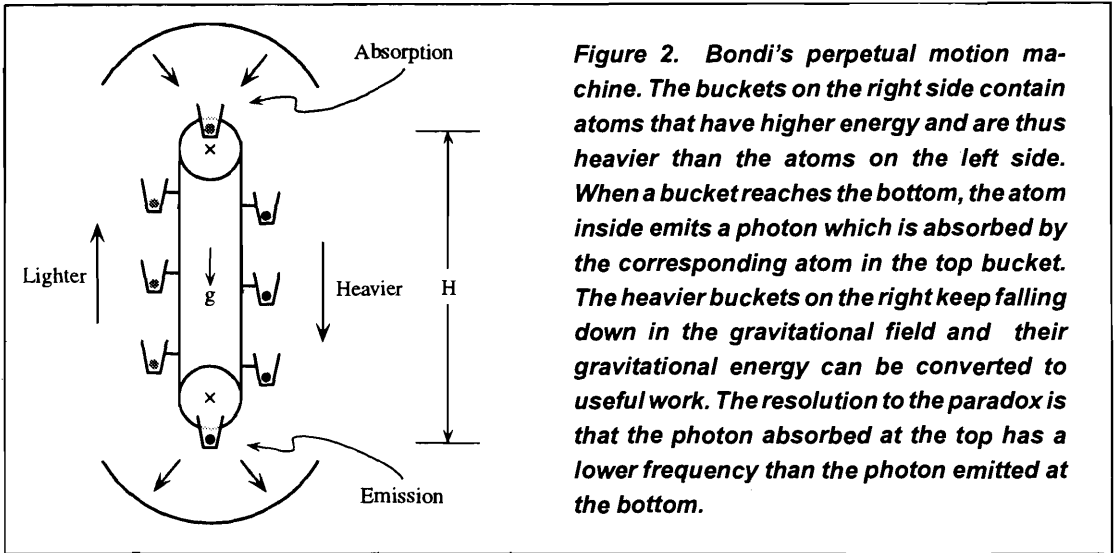 Absorption
Lighter
g
Heavier
H
Emission
Figure 2. Bondi's perpetual motion ma-
chine. The buckets on the right side contain
atoms that have higher energy and are thus
heavier than the atoms on the left side.
When a bucket reaches the bottom, the atom
inside emits a photon which is absorbed by
the corresponding atom in the top bucket.
The heavier buckets on the right keep falling
down in the gravitational field and their
gravitational energy can be converted to
useful work. The resolution to the paradox is
that the photon absorbed at the top has a
lower frequency than the photon emitted at
the bottom.